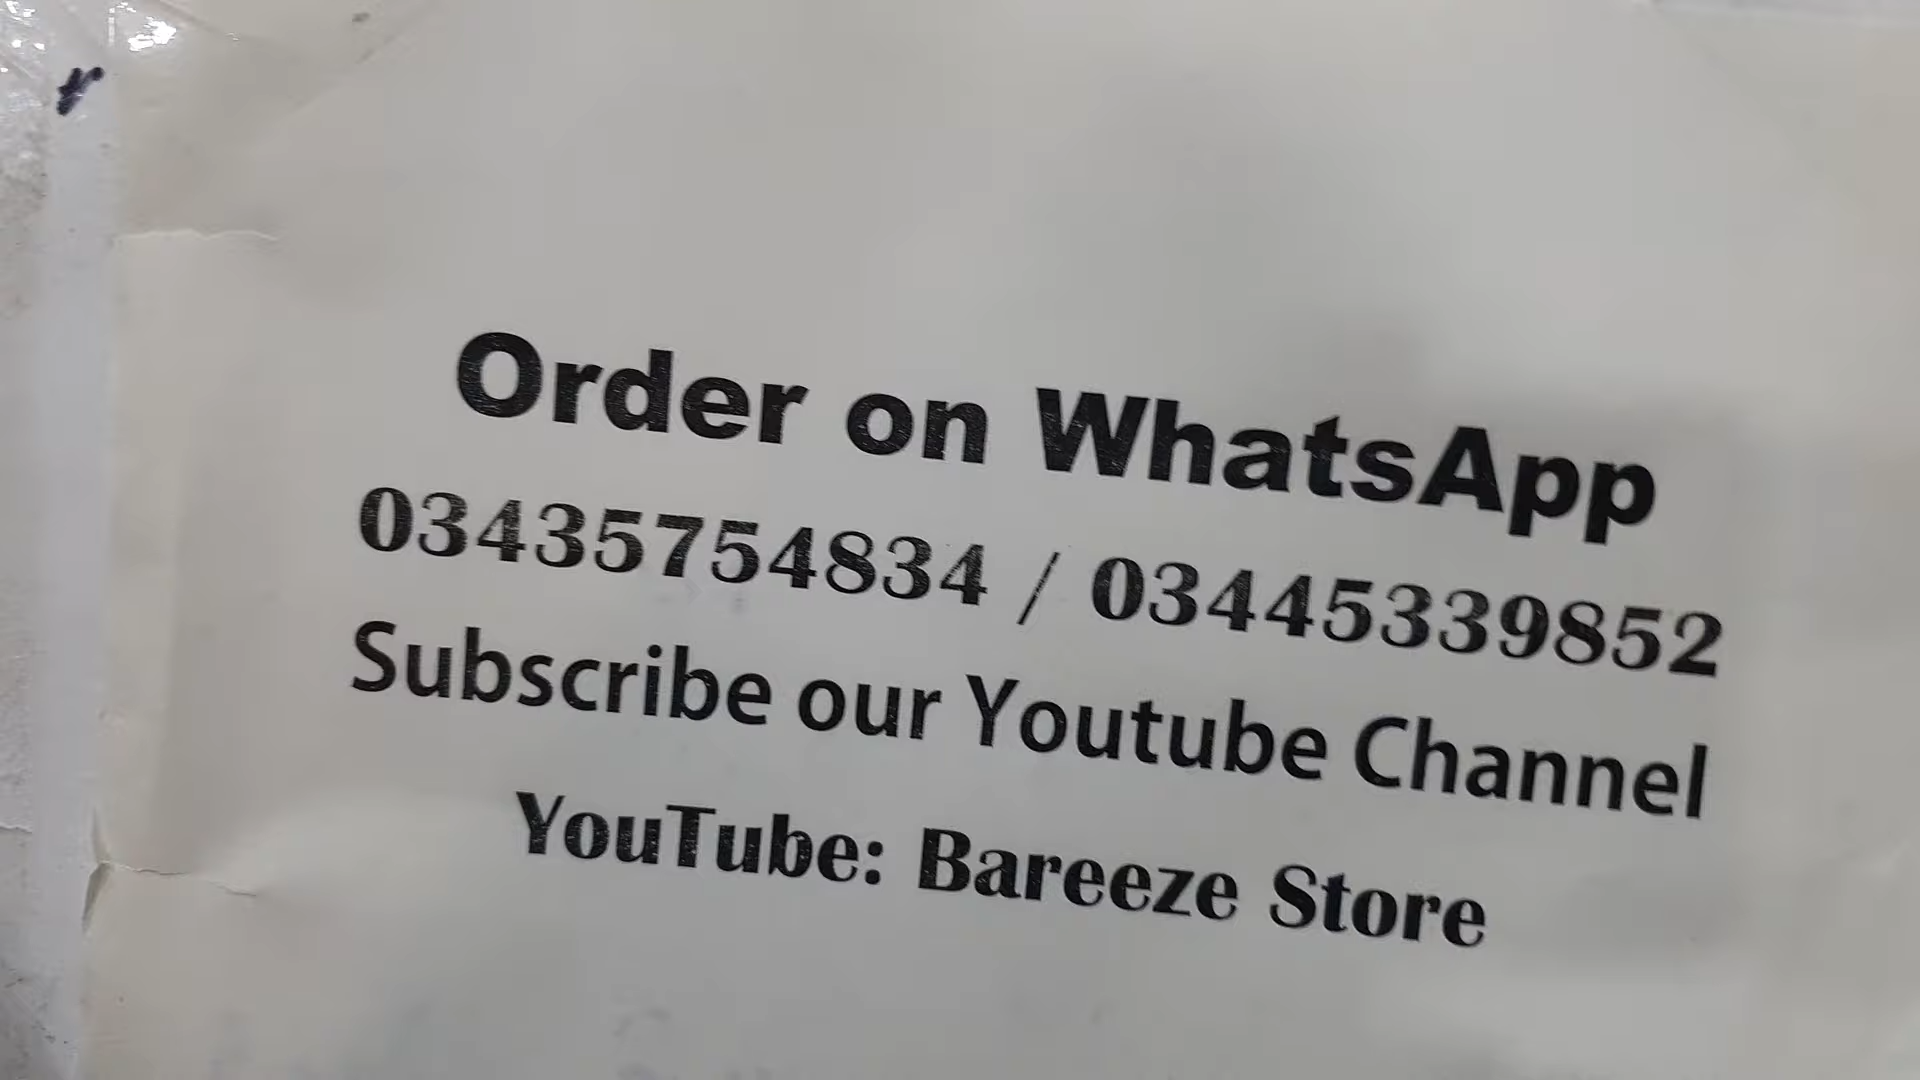 Order on WhatsApp
03435754834 / 03445339852
Subscribe our Youtube Channel
YouTube: Bareeze Store